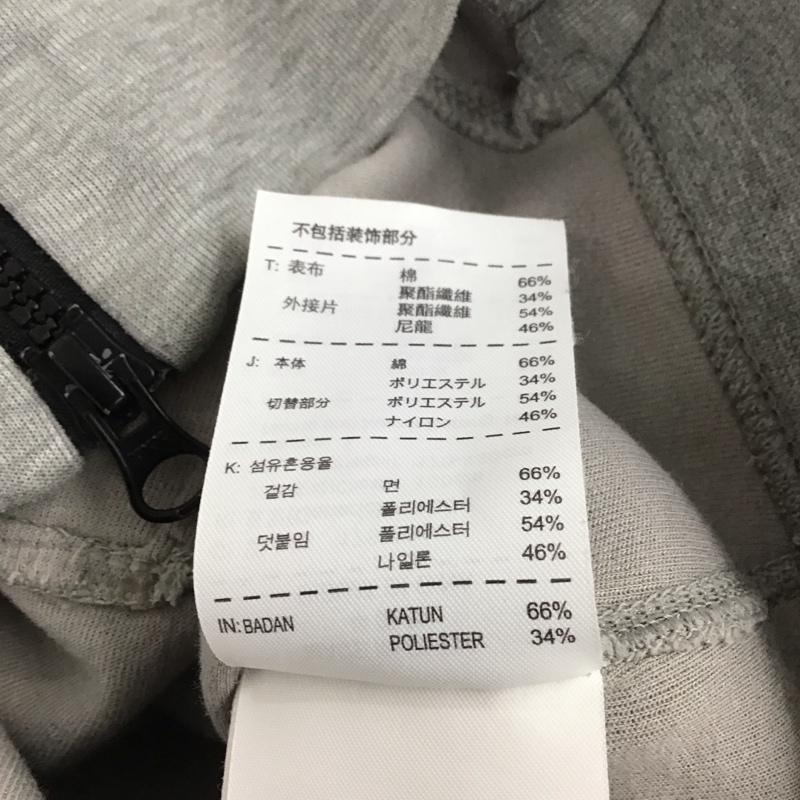 不包括装饰部分
T: 表布 棉 66%
聚酯纖維 34%
外接片 聚酯纖維 54%
尼龍 46%
J: 本体 綿 66%
ポリエステル 34%
切替部分 ポリエステル 54%
ナイロン 46%
K: 섬유혼용율
겉감 면 66%
폴리에스터 34%
덧붙임 폴리에스터 54%
나일론 46%
IN: BADAN KATUN 66%
POLIESTER 34%